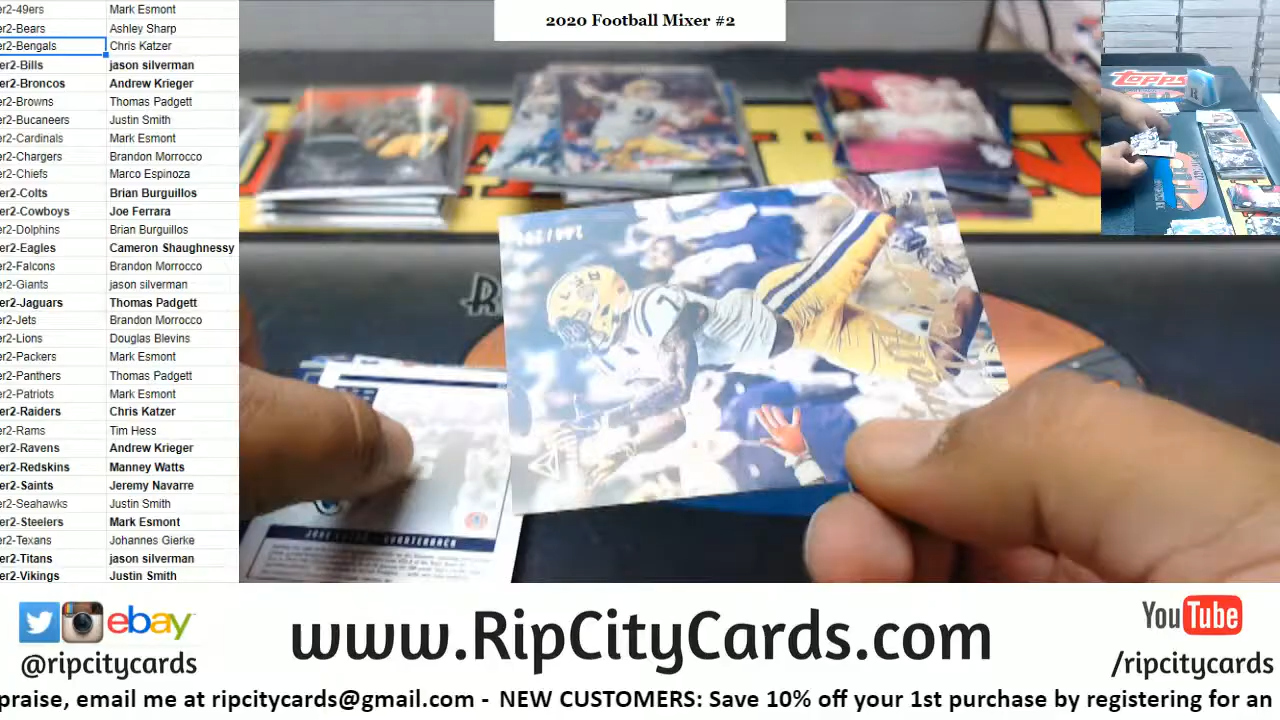 2020 Football Mixer #2
er2-49ers Mark Esmont
er2-Bears Ashley Sharp
er2-Bengals Chris Katzer
er2-Bills jason silverman
er2-Broncos Andrew Krieger
er2-Browns Thomas Padgett
er2-Bucaneers Justin Smith
er2-Cardinals Mark Esmont
er2-Chargers Brandon Morrocco
er2-Chiefs Marco Espinoza
er2-Colts Brian Burguillos
er2-Cowboys Joe Ferrara
er2-Dolphins Brian Burguillos
er2-Eagles Cameron Shaughnessy
er2-Falcons Brandon Morrocco
er2-Giants jason silverman
er2-Jaguars Thomas Padgett
er2-Jets Brandon Morrocco
er2-Lions Douglas Blevins
er2-Packers Mark Esmont
er2-Panthers Thomas Padgett
er2-Patriots Mark Esmont
er2-Raiders Chris Katzer
er2-Rams Tim Hess
er2-Ravens Andrew Krieger
er2-Redskins Manney Watts
er2-Saints Jeremy Navarre
er2-Seahawks Justin Smith
er2-Steelers Mark Esmont
er2-Texans Johannes Gierke
er2-Titans jason silverman
er2-Vikings Justin Smith
Topps
LSU
7
QUARTERBACK
ebay
@ripcitycards
www.RipCityCards.com
YouTube
/ripcitycards
praise, email me at ripcitycards@gmail.com - NEW CUSTOMERS: Save 10% off your 1st purchase by registering for an